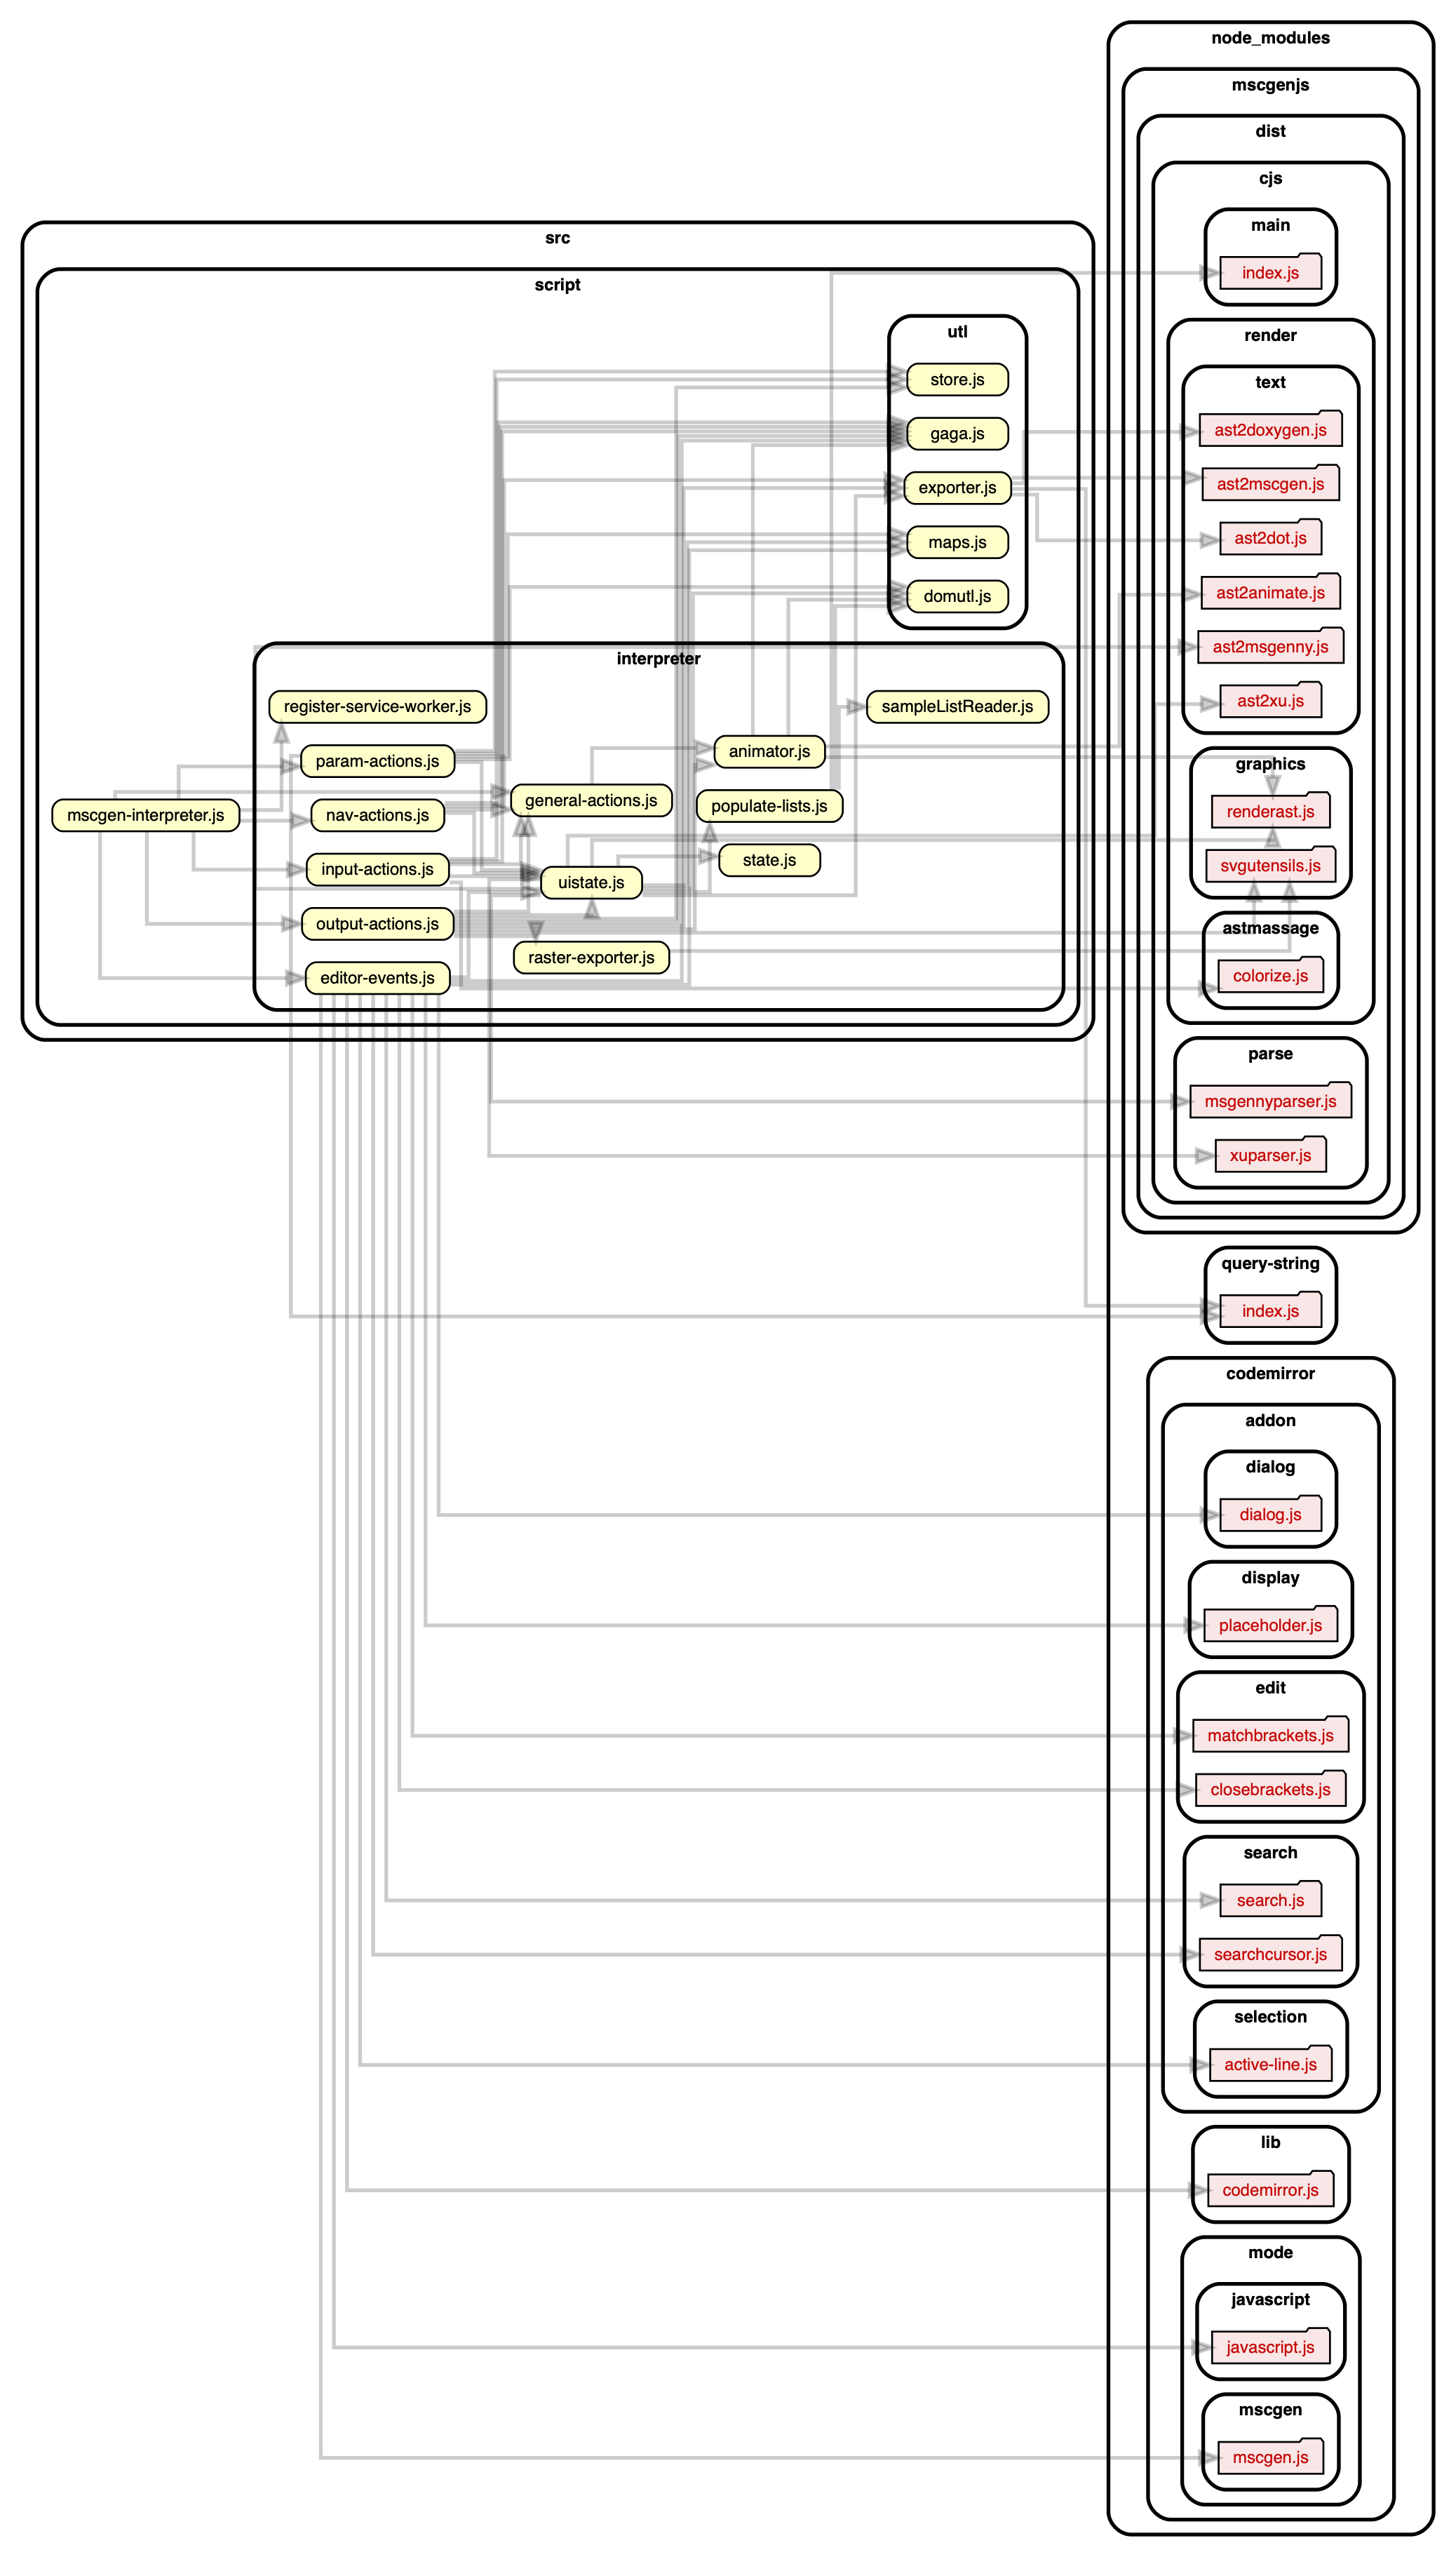 node_modules
mscgenjs
dist
cjs
main
index.js
src
script
utl
store.js
gaga.js
exporter.js
maps.js
domutl.js
interpreter
register-service-worker.js
sampleListReader.js
param-actions.js
animator.js
mscgen-interpreter.js
nav-actions.js
general-actions.js
populate-lists.js
input-actions.js
uistate.js
state.js
output-actions.js
raster-exporter.js
editor-events.js
render
text
ast2doxygen.js
ast2mscgen.js
ast2dot.js
ast2animate.js
ast2msgenny.js
ast2xu.js
graphics
renderast.js
svgutensils.js
astmassage
colorize.js
parse
msgennyparser.js
xuparser.js
query-string
index.js
codemirror
addon
dialog
dialog.js
display
placeholder.js
edit
matchbrackets.js
closebrackets.js
search
search.js
searchcursor.js
selection
active-line.js
lib
codemirror.js
mode
javascript
javascript.js
mscgen
mscgen.js